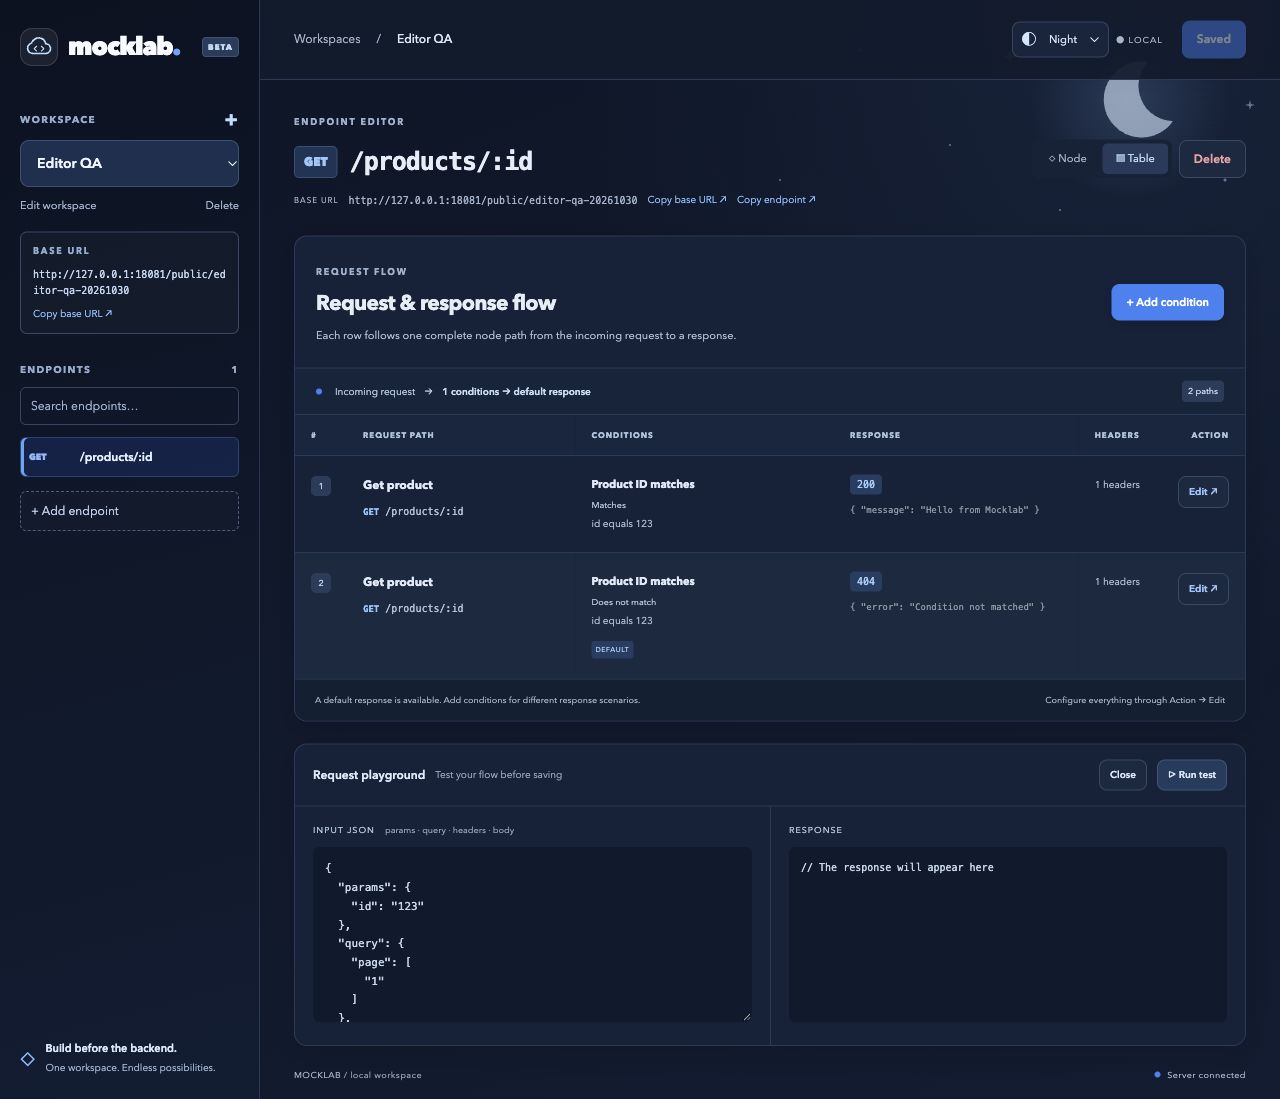 mocklab.
BETA
WORKSPACE
Editor QA
Edit workspace
Delete
BASE URL
http://127.0.0.1:18081/public/ed
itor-qa-20261030
Copy base URL ↗
ENDPOINTS
1
Search endpoints...
GET
/products/:id
+ Add endpoint
Build before the backend.
One workspace. Endless possibilities.
Workspaces / Editor QA
Night
LOCAL
Saved
ENDPOINT EDITOR
GET /products/:id
Node
Table
Delete
BASE URL http://127.0.0.1:18081/public/editor-qa-20261030 Copy base URL ↗ Copy endpoint ↗
REQUEST FLOW
Request & response flow
Each row follows one complete node path from the incoming request to a response.
+ Add condition
Incoming request → 1 conditions → default response
2 paths
# REQUEST PATH CONDITIONS RESPONSE HEADERS ACTION
1
Get product
GET /products/:id
Product ID matches
Matches
id equals 123
200
{ "message": "Hello from Mocklab" }
1 headers
Edit ↗
2
Get product
GET /products/:id
Product ID matches
Does not match
id equals 123
DEFAULT
404
{ "error": "Condition not matched" }
1 headers
Edit ↗
A default response is available. Add conditions for different response scenarios.
Configure everything through Action → Edit
Request playground Test your flow before saving
Close
▷ Run test
INPUT JSON params · query · headers · body
{
"params": {
"id": "123"
},
"query": {
"page": [
"1"
]
},
RESPONSE
// The response will appear here
MOCKLAB / local workspace
Server connected